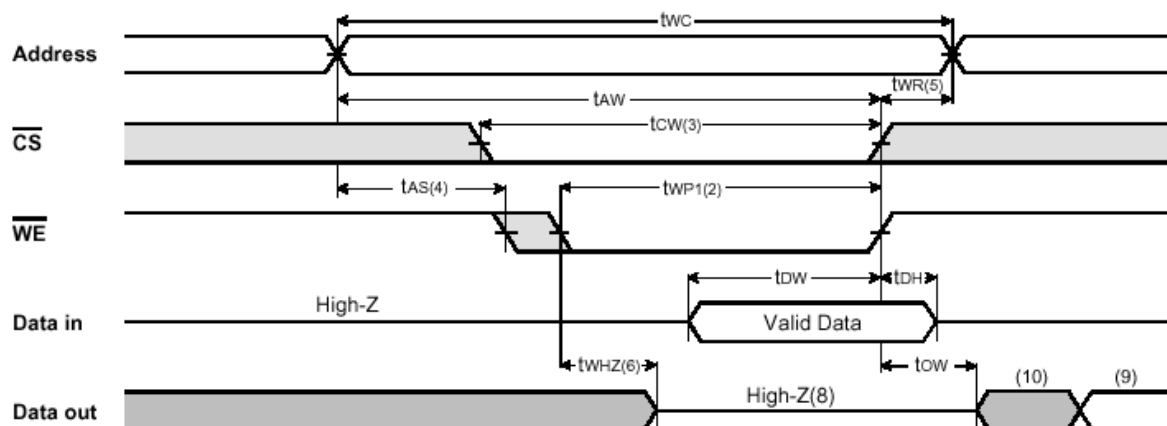 tWC
Address
tWR(5)
tAW
tCW(3)
CS
tAS(4)
tWP1(2)
WE
tDW
tDH
High-Z
Data in
Valid Data
tWHZ(6)
tOW
High-Z(8)
(10)
(9)
Data out